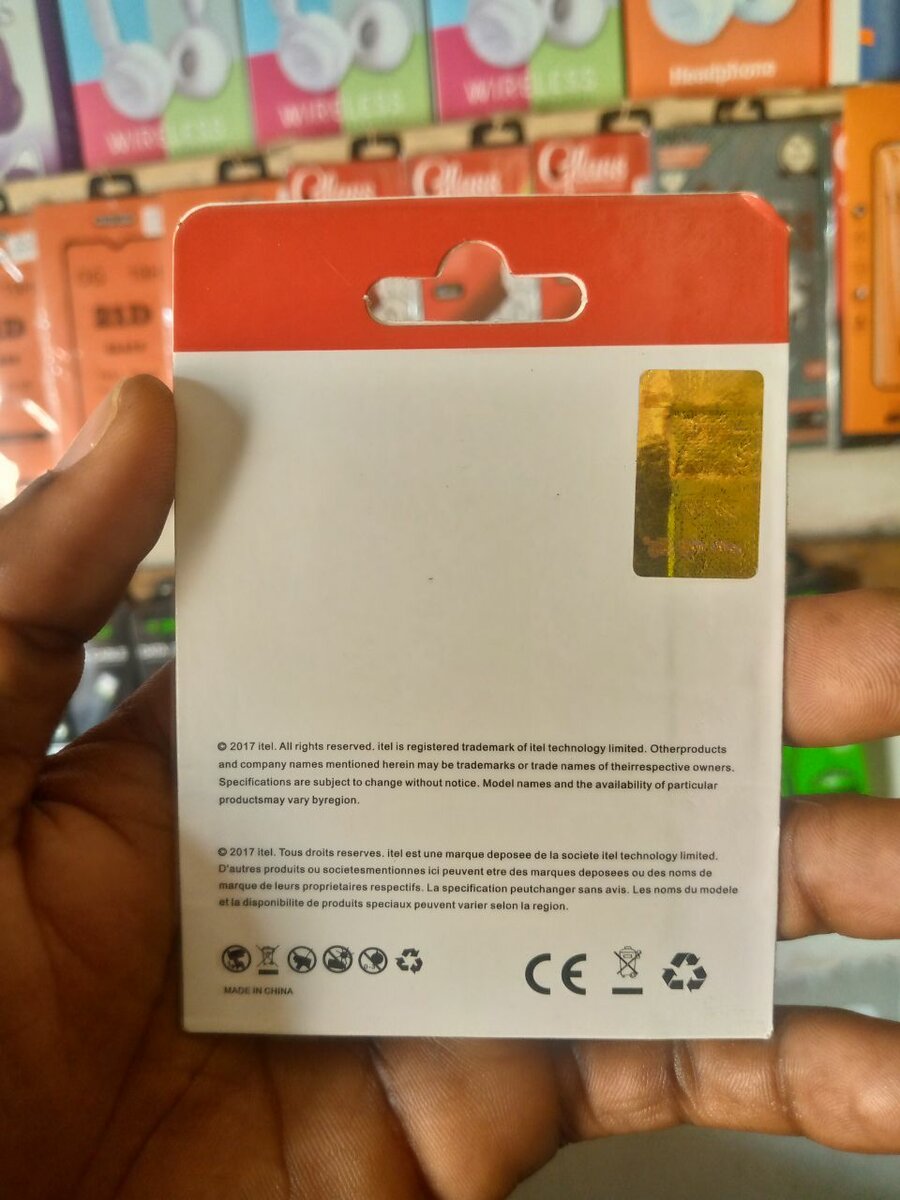 WIRELESS
WIRELESS
WIRELESS
Headphone
Glass
Glass
Glass
21D
© 2017 itel. All rights reserved. itel is registered trademark of itel technology limited. Otherproducts
and company names mentioned herein may be trademarks or trade names of theirrespective owners.
Specifications are subject to change without notice. Model names and the availability of particular
productsmay vary byregion.
© 2017 itel. Tous droits reserves. itel est une marque deposee de la societe itel technology limited.
D'autres produits ou societesmentionnes ici peuvent etre des marques deposees ou des noms de
marque de leurs proprietaires respectifs. La specification peutchanger sans avis. Les noms du modele
et la disponibilite de produits speciaux peuvent varier selon la region.
MADE IN CHINA
CE